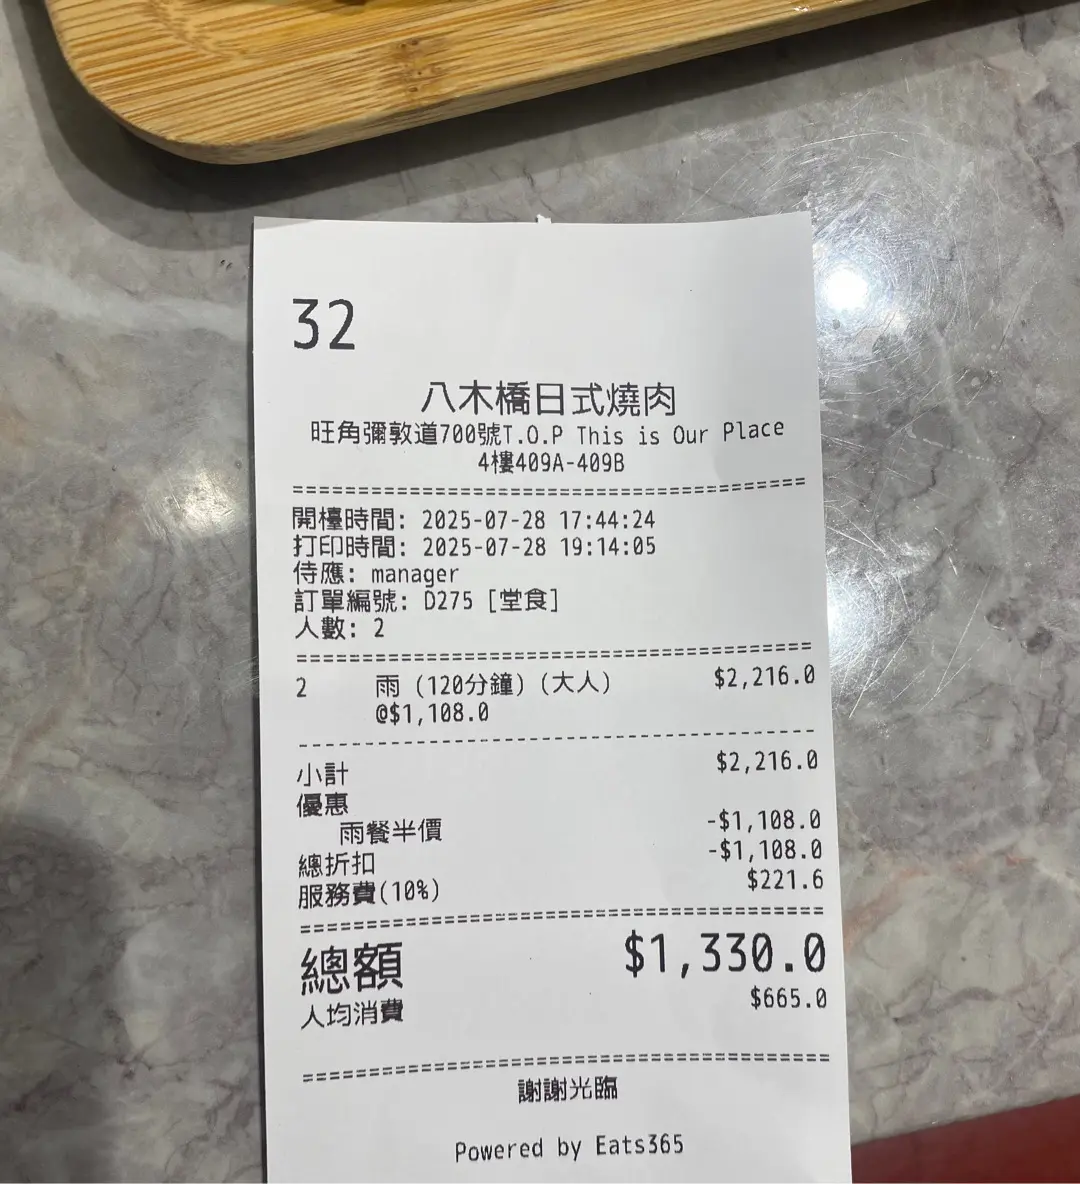 32
八木橋日式燒肉
旺角彌敦道700號T.O.P This is Our Place
4樓409A-409B
開檯時間: 2025-07-28 17:44:24
打印時間: 2025-07-28 19:14:05
侍應: manager
訂單編號: D275 [堂食]
人數: 2
2 雨 (120分鐘) (大人) $2,216.0
@$1,108.0
小計 $2,216.0
優惠
雨餐半價 -$1,108.0
總折扣 -$1,108.0
服務費(10%) $221.6
總額 $1,330.0
人均消費 $665.0
謝謝光臨
Powered by Eats365